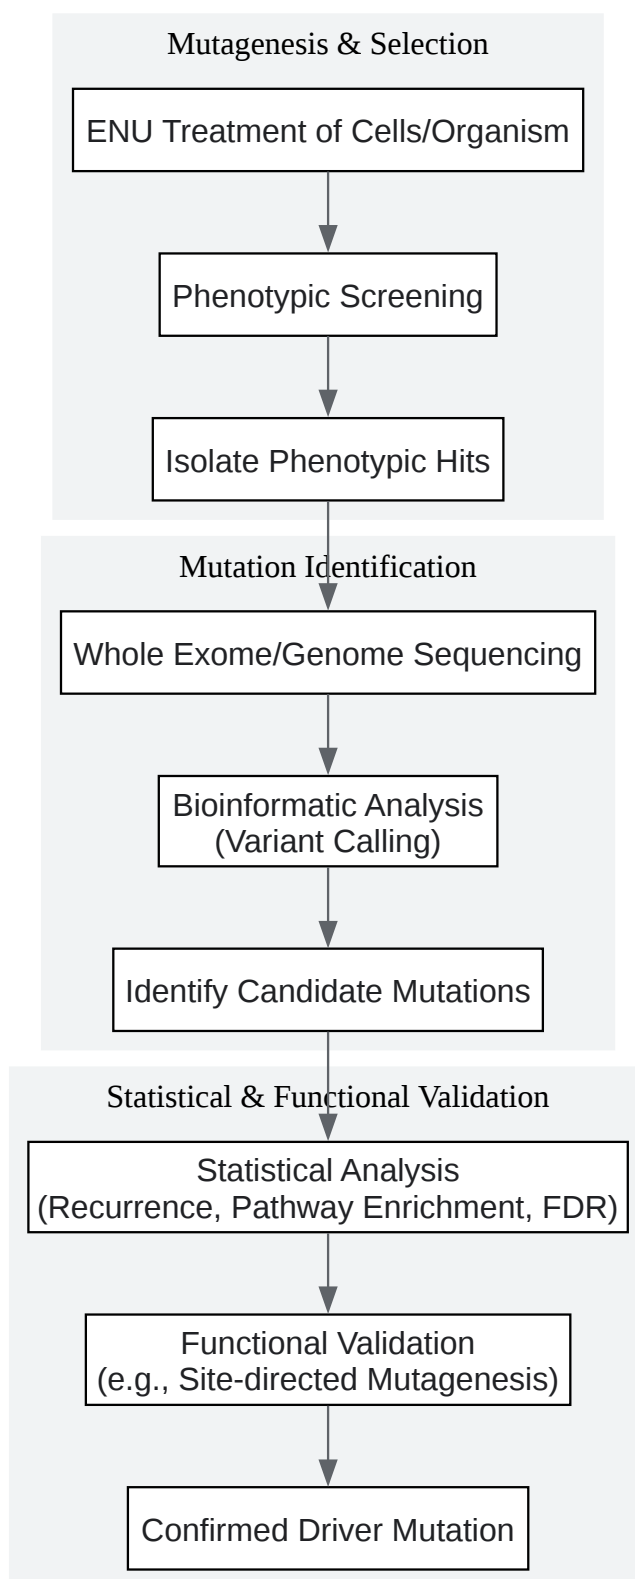 Mutagenesis & Selection
ENU Treatment of Cells/Organism
Phenotypic Screening
Isolate Phenotypic Hits
Mutation Identification
Whole Exome/Genome Sequencing
Bioinformatic Analysis
(Variant Calling)
Identify Candidate Mutations
Statistical & Functional Validation
Statistical Analysis
(Recurrence, Pathway Enrichment, FDR)
Functional Validation
(e.g., Site-directed Mutagenesis)
Confirmed Driver Mutation